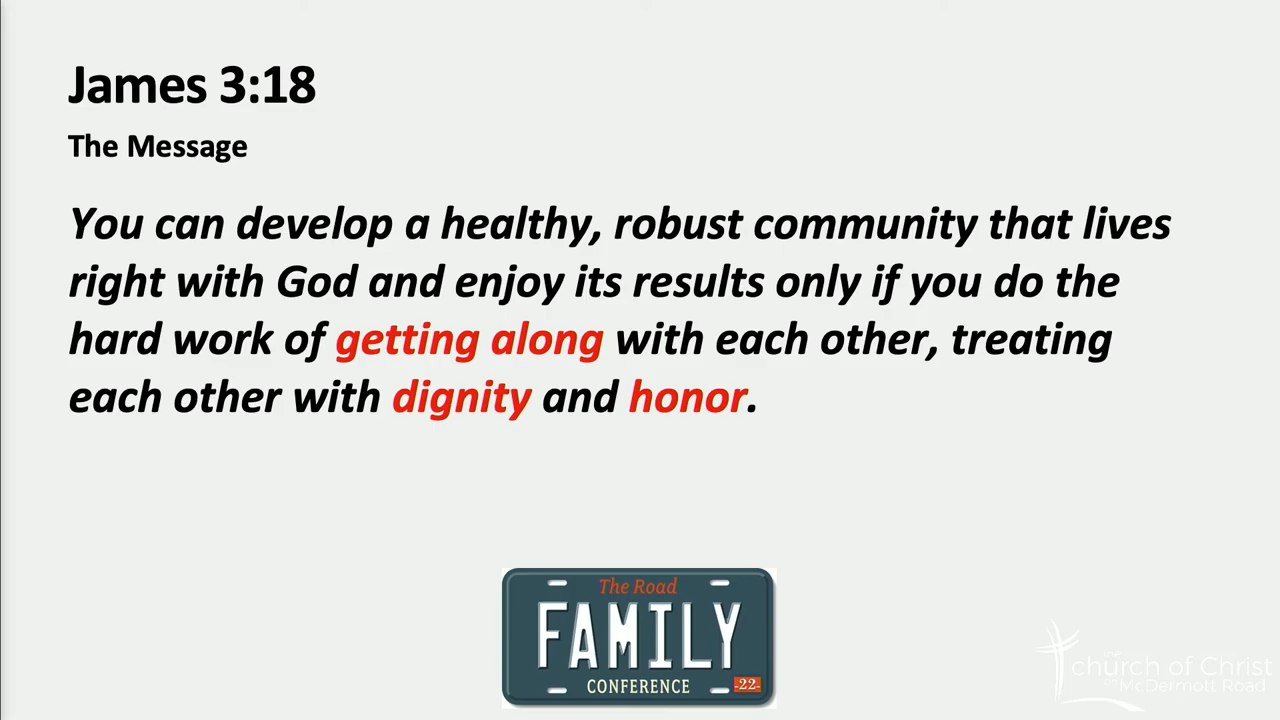 James 3:18
The Message
You can develop a healthy, robust community that lives
right with God and enjoy its results only if you do the
hard work of getting along with each other, treating
each other with dignity and honor.
The Road
FAMILY
CONFERENCE -22-
the
church of Christ
on McDermott Road